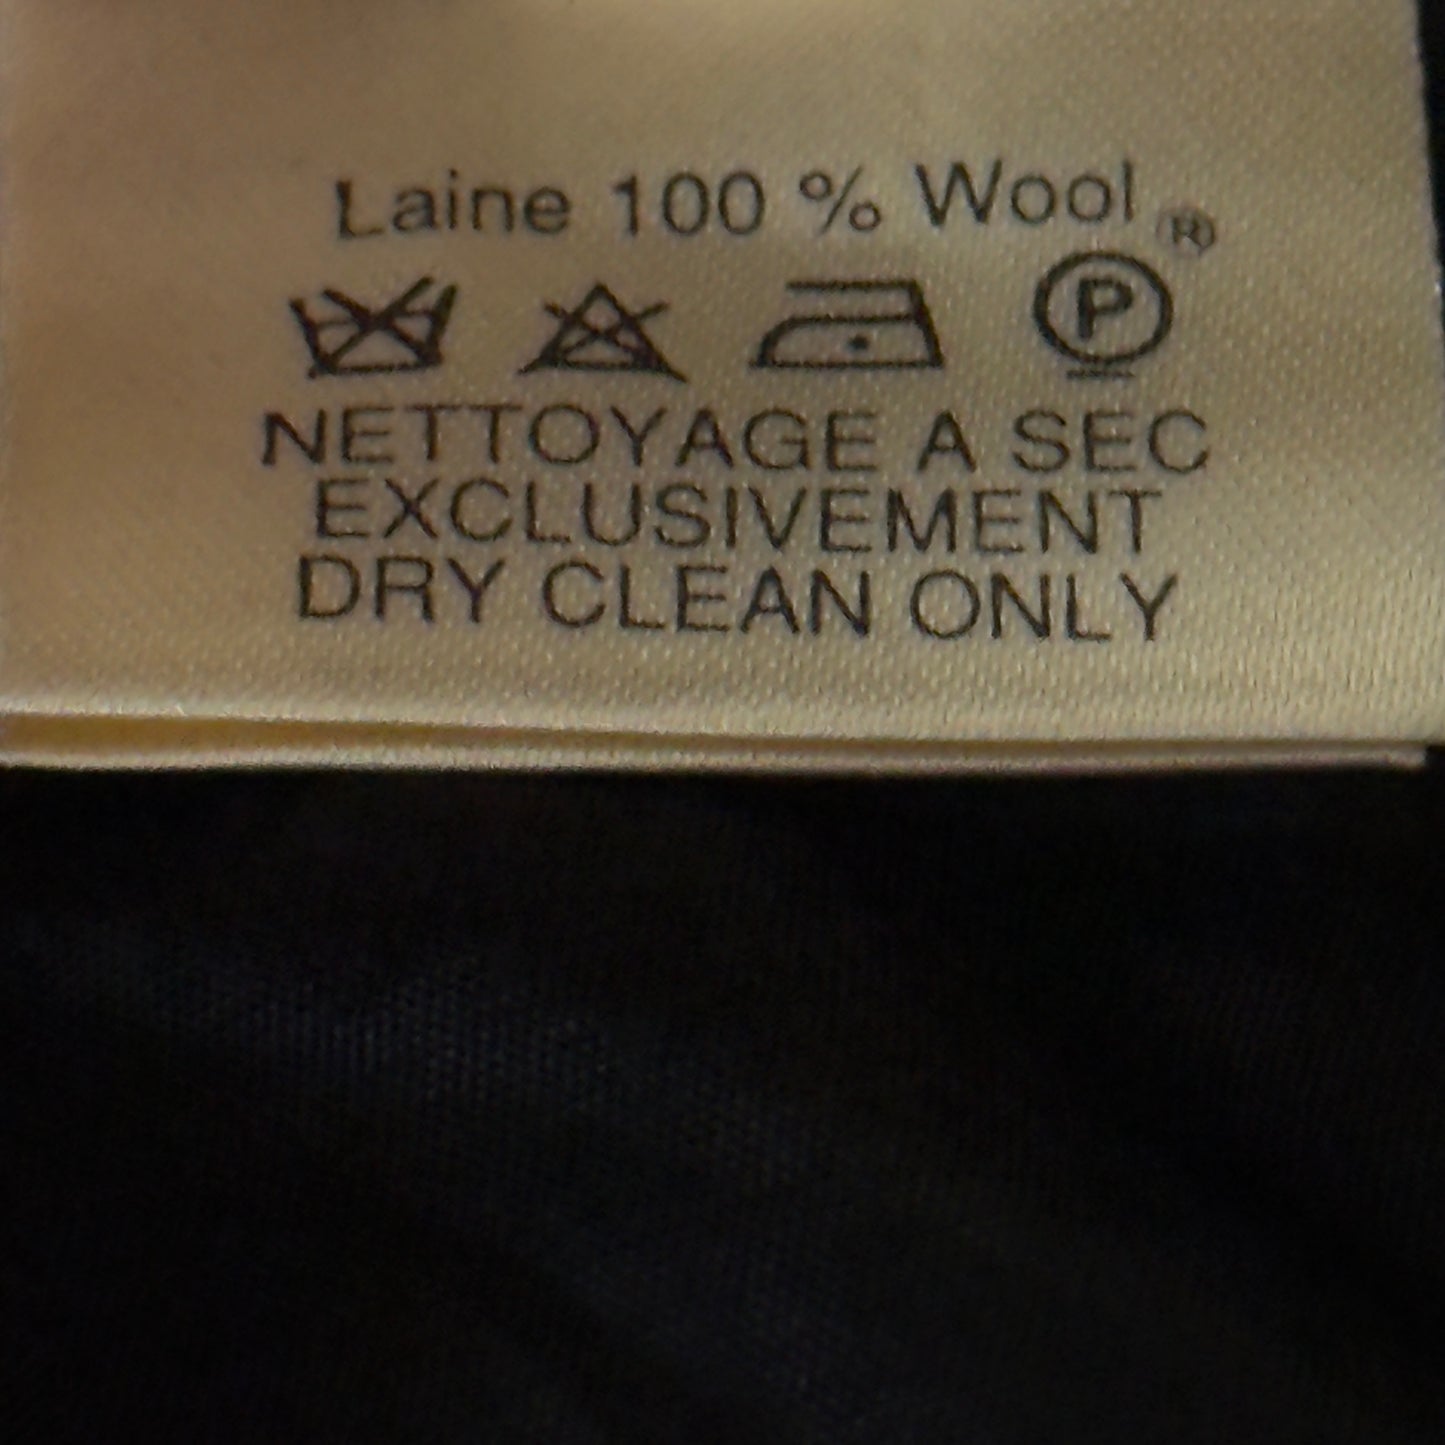 Laine 100 % Wool
®
P
NETTOYAGE A SEC
EXCLUSIVEMENT
DRY CLEAN ONLY